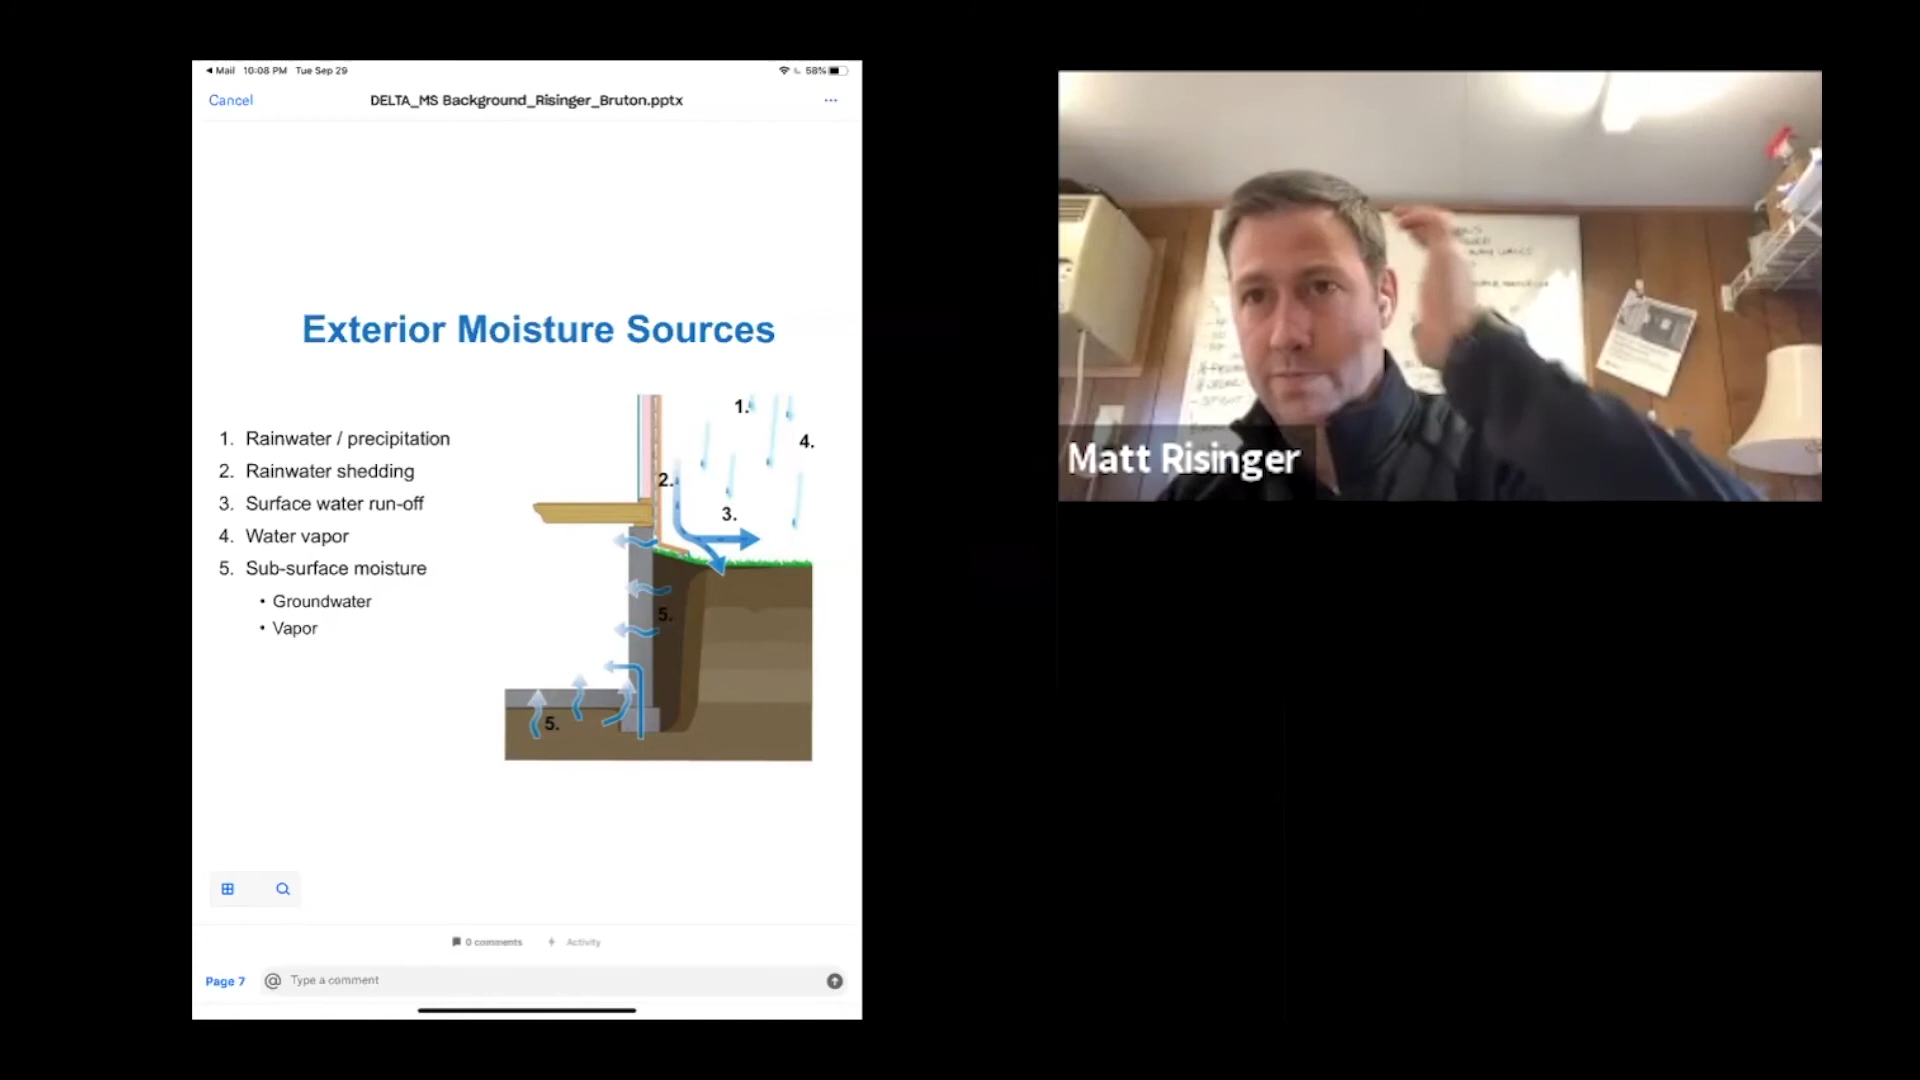 Mail 10:08 PM Tue Sep 29
58%
Cancel
DELTA_MS Background_Risinger_Bruton.pptx
Exterior Moisture Sources
1. Rainwater / precipitation
2. Rainwater shedding
3. Surface water run-off
4. Water vapor
5. Sub-surface moisture
• Groundwater
• Vapor
1.
4.
2.
3.
5.
5.
0 comments
Activity
Page 7
@ Type a comment
Matt Risinger